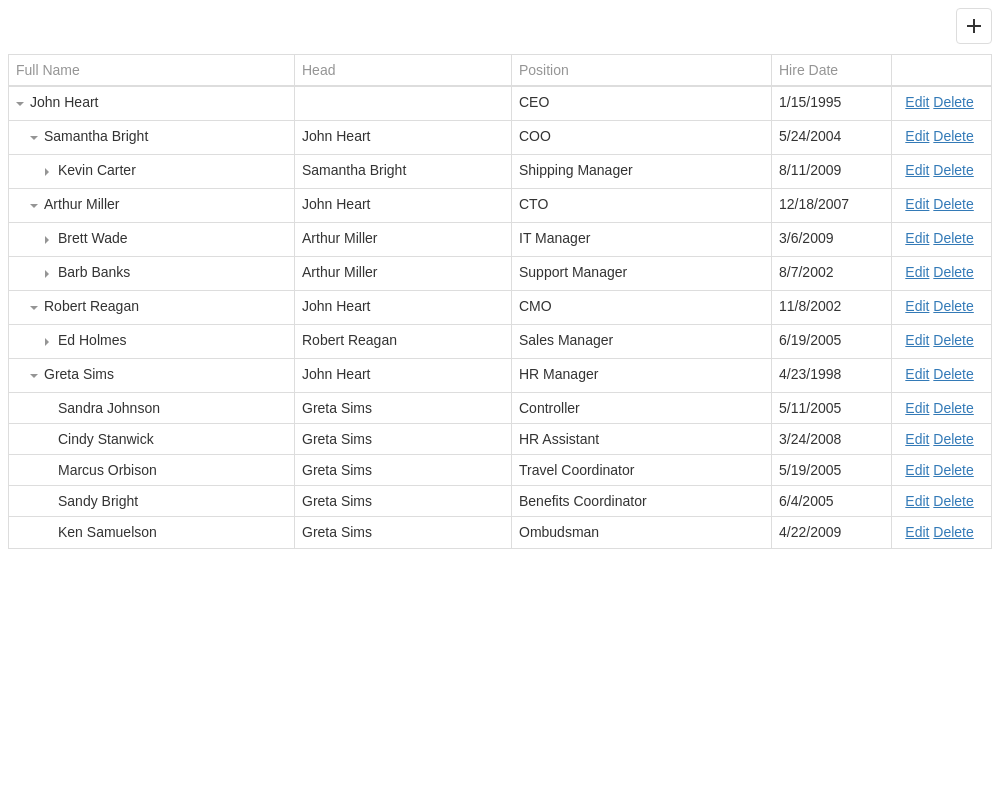 Full Name Head Position Hire Date
John Heart CEO 1/15/1995 Edit Delete
Samantha Bright John Heart COO 5/24/2004 Edit Delete
Kevin Carter Samantha Bright Shipping Manager 8/11/2009 Edit Delete
Arthur Miller John Heart CTO 12/18/2007 Edit Delete
Brett Wade Arthur Miller IT Manager 3/6/2009 Edit Delete
Barb Banks Arthur Miller Support Manager 8/7/2002 Edit Delete
Robert Reagan John Heart CMO 11/8/2002 Edit Delete
Ed Holmes Robert Reagan Sales Manager 6/19/2005 Edit Delete
Greta Sims John Heart HR Manager 4/23/1998 Edit Delete
Sandra Johnson Greta Sims Controller 5/11/2005 Edit Delete
Cindy Stanwick Greta Sims HR Assistant 3/24/2008 Edit Delete
Marcus Orbison Greta Sims Travel Coordinator 5/19/2005 Edit Delete
Sandy Bright Greta Sims Benefits Coordinator 6/4/2005 Edit Delete
Ken Samuelson Greta Sims Ombudsman 4/22/2009 Edit Delete